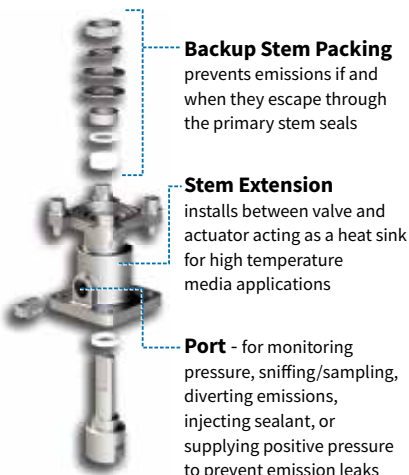 Backup Stem Packing
prevents emissions if and
when they escape through
the primary stem seals
Stem Extension
installs between valve and
actuator acting as a heat sink
for high temperature
media applications
Port - for monitoring
pressure, sniffing/sampling,
diverting emissions,
injecting sealant, or
supplying positive pressure
to prevent emission leaks